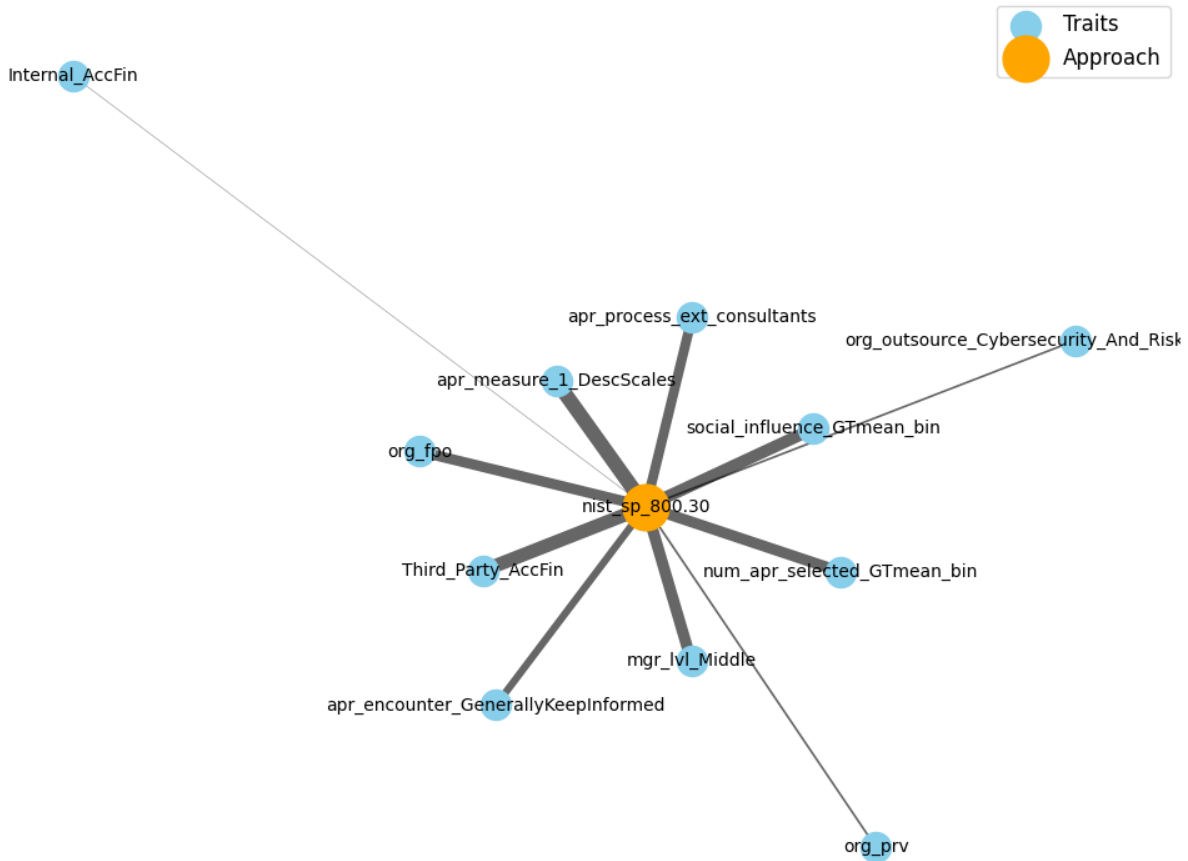 Traits
Approach
Internal_AccFin
apr_process_ext_consultants
org_outsource_Cybersecurity_And_Risk
apr_measure_1_DescScales
social_influence_GTmean_bin
org_fpo
nist_sp_800.30
Third_Party_AccFin
num_apr_selected_GTmean_bin
mgr_lvl_Middle
apr_encounter_GenerallyKeepInformed
org_prv